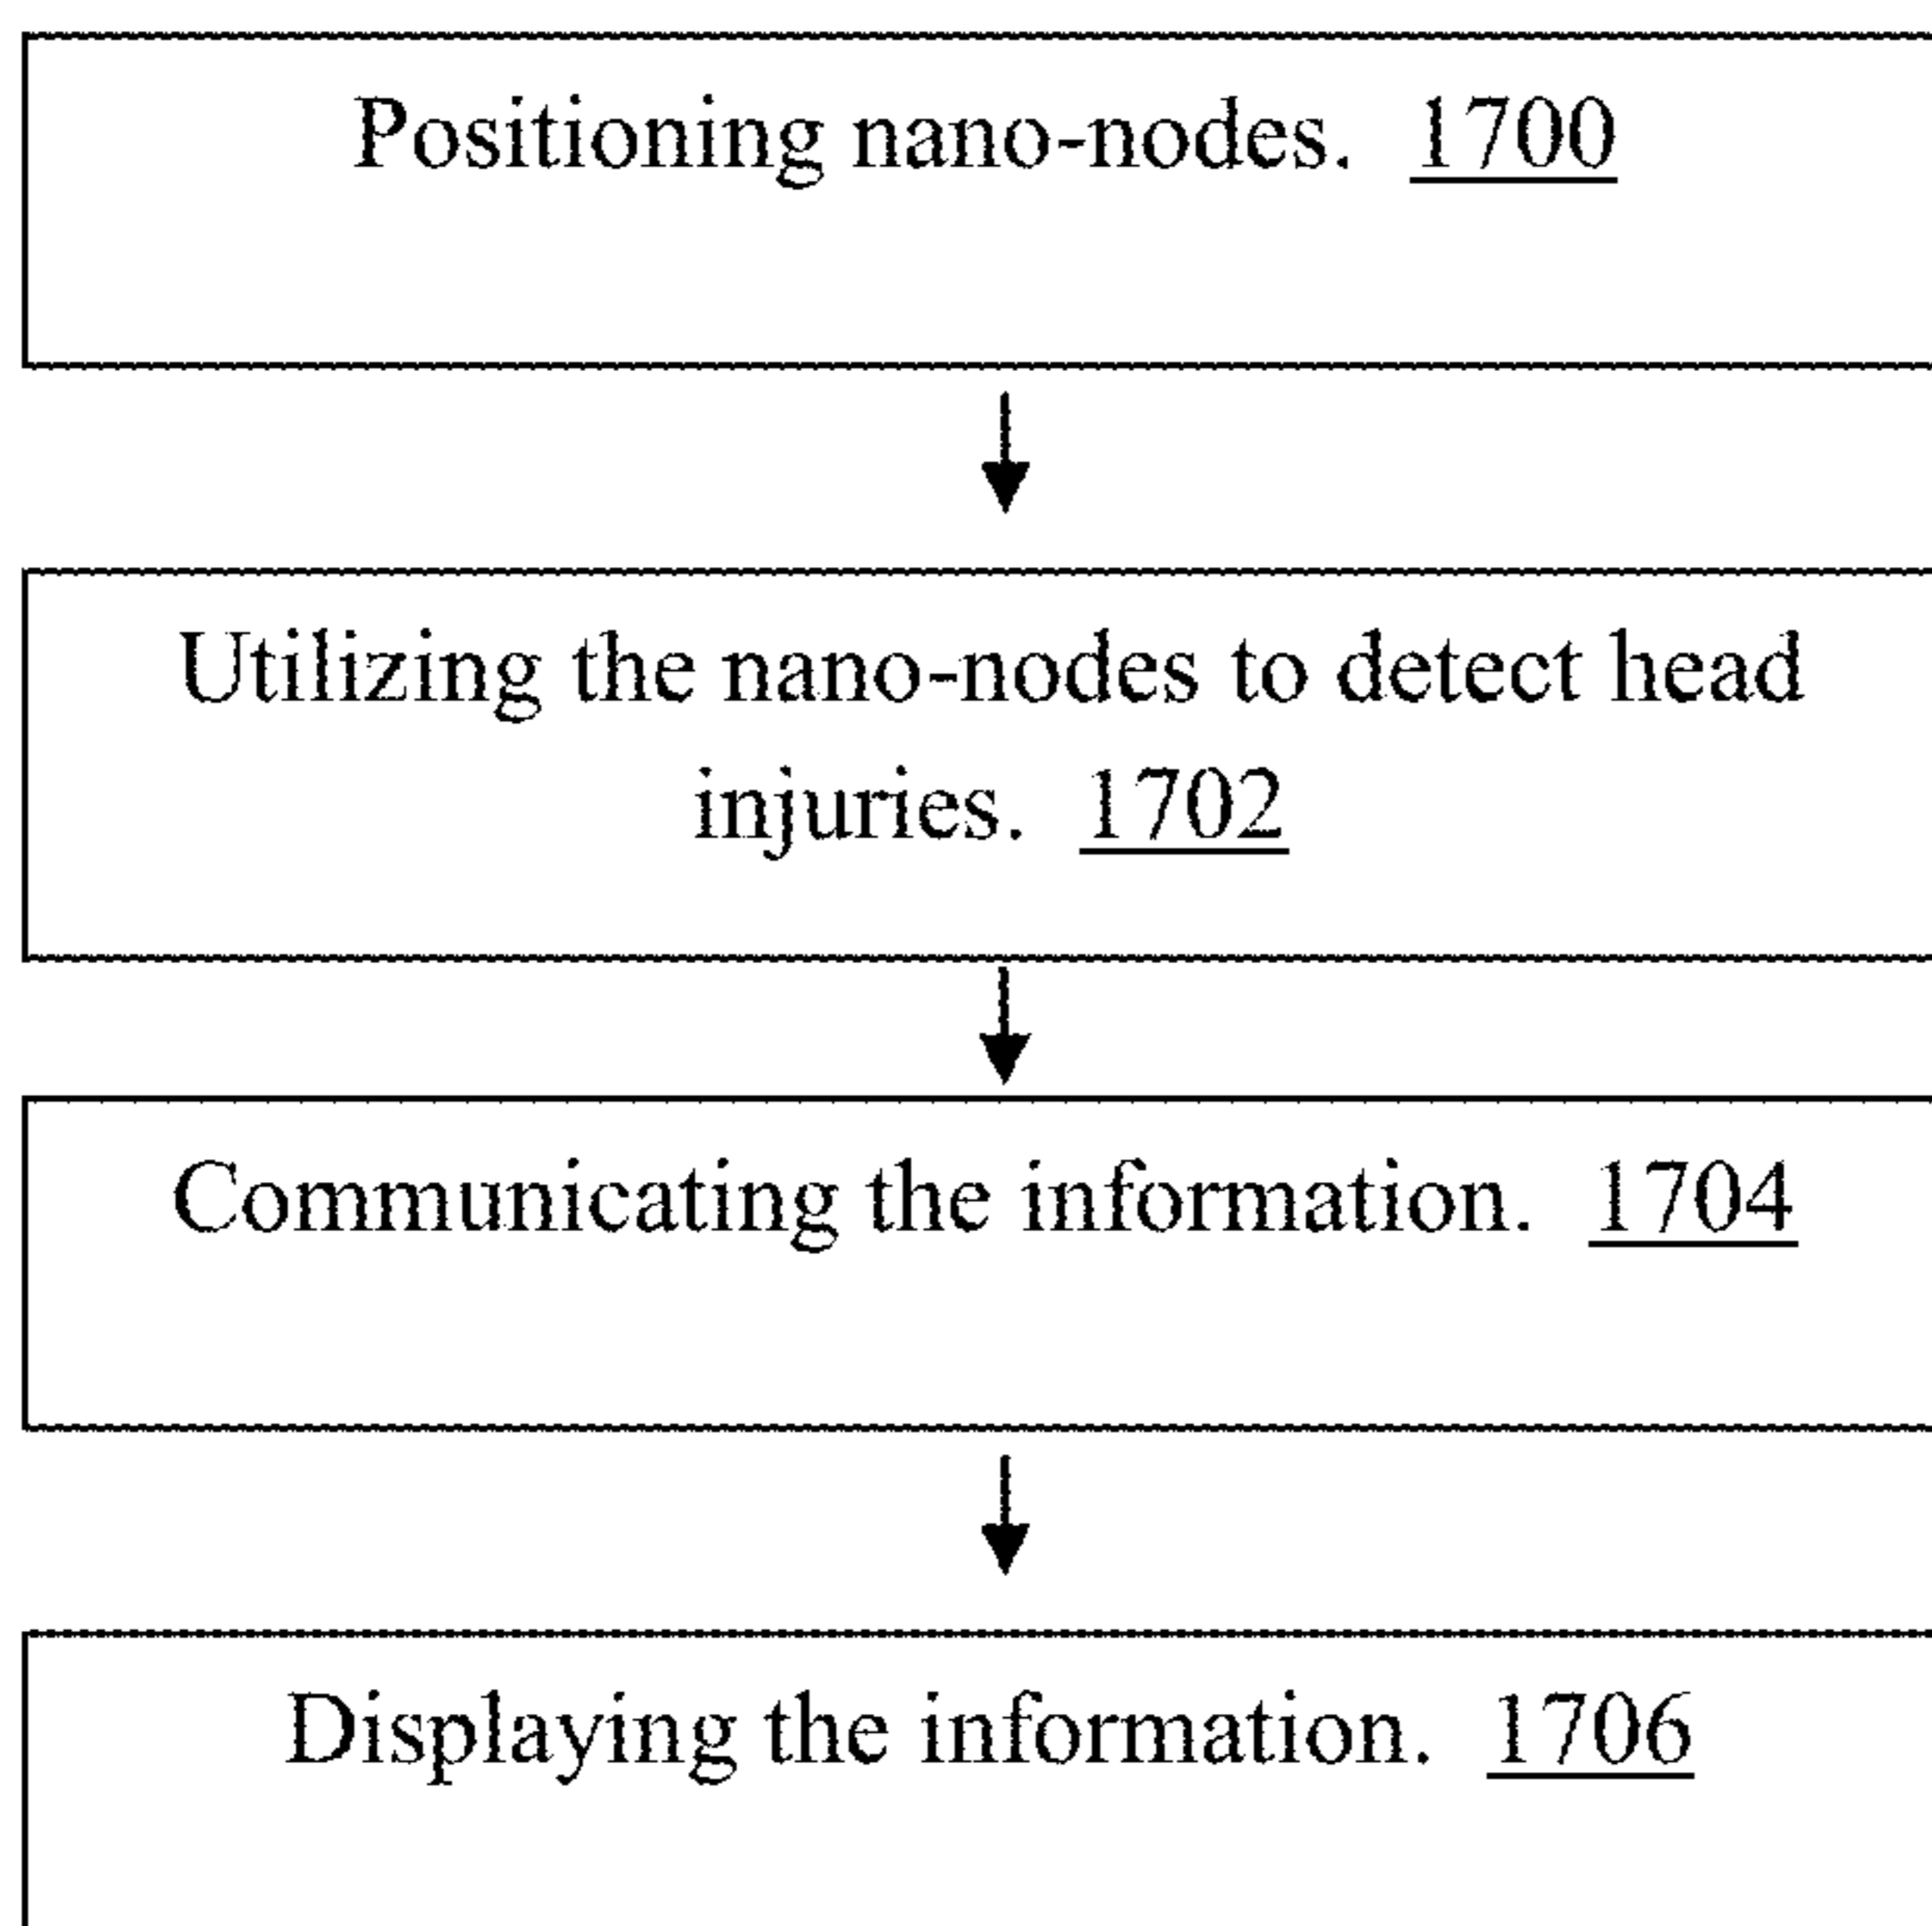 Positioning nano-nodes. 1700
Utilizing the nano-nodes to detect head
injuries. 1702
Communicating the information. 1704
Displaying the information. 1706